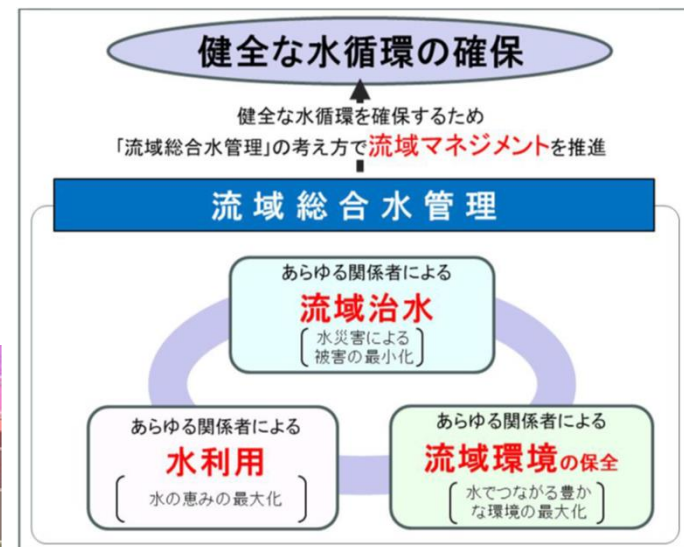 健全な水循環の確保
健全な水循環を確保するため
「流域総合水管理」の考え方で流域マネジメントを推進
流域総合水管理
あらゆる関係者による
流域治水
水災害による
被害の最小化
あらゆる関係者による
水利用
水の恵みの最大化
あらゆる関係者による
流域環境の保全
水でつながる豊か
な環境の最大化